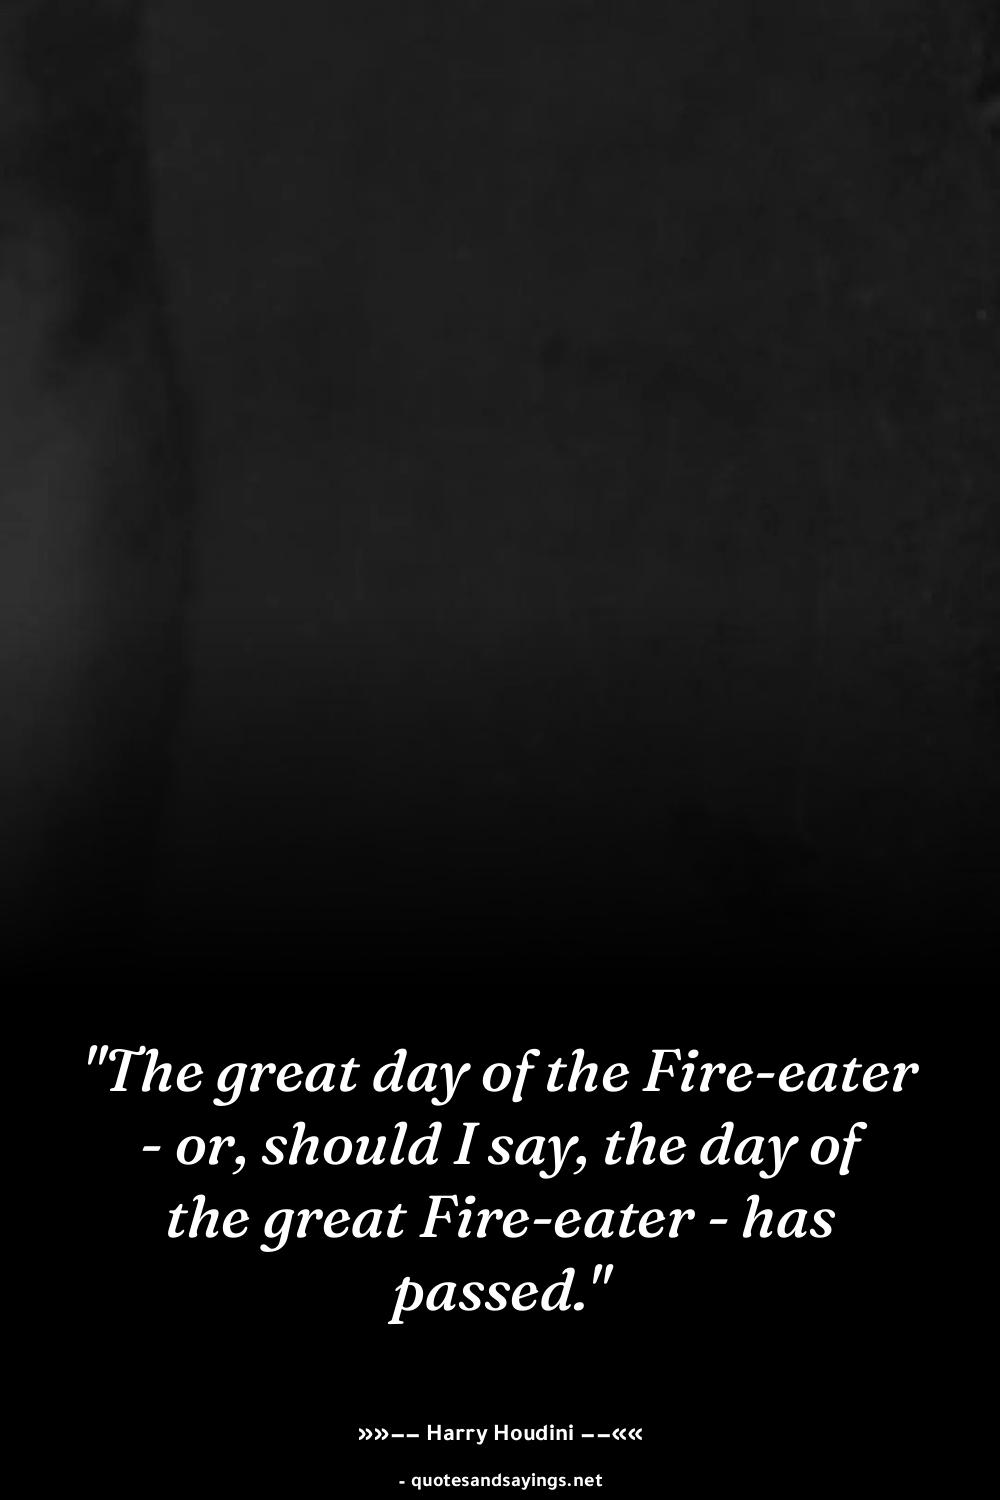 "The great day of the Fire-eater
- or, should I say, the day of
the great Fire-eater - has
passed."
»»−− Harry Houdini −−««
- quotesandsayings.net